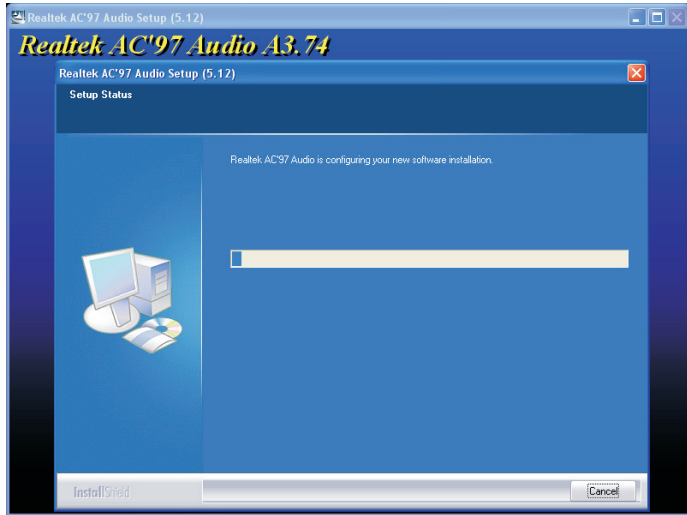 Realtek AC'97 Audio Setup (5.12)
Realtek AC'97 Audio A3.74
Realtek AC'97 Audio Setup (5.12)
Setup Status
Realtek AC'97 Audio is configuring your new software installation.
InstallShield
Cancel